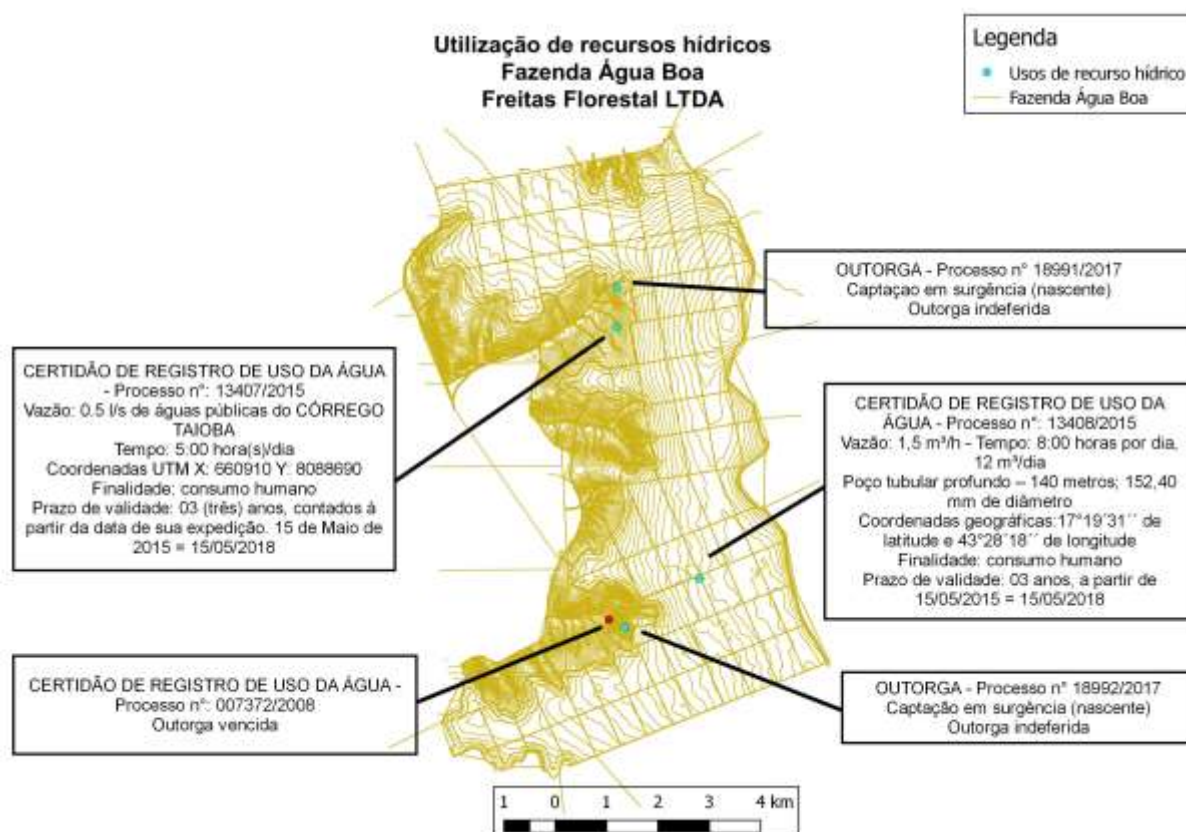 Utilização de recursos hídricos
Fazenda Água Boa
Freitas Florestal LTDA
Legenda
Usos de recurso hídrico
Fazenda Água Boa
OUTORGA - Processo n° 18991/2017
Captaçao em surgência (nascente)
Outorga indeferida
CERTIDÃO DE REGISTRO DE USO DA ÁGUA
- Processo n°: 13407/2015
Vazão: 0.5 l/s de águas públicas do CÓRREGO
TAIOBA
Tempo: 5:00 hora(s)/dia
Coordenadas UTM X: 660910 Y: 8088690
Finalidade: consumo humano
Prazo de validade: 03 (três) anos, contados à
partir da data de sua expedição. 15 de Maio de
2015 = 15/05/2018
CERTIDÃO DE REGISTRO DE USO DA
ÁGUA - Processo n°: 13408/2015
Vazão: 1,5 m³/h - Tempo: 8:00 horas por dia,
12 m³/dia
Poço tubular profundo – 140 metros; 152,40
mm de diâmetro
Coordenadas geográficas:17°19´31´´ de
latitude e 43°28´18´´ de longitude
Finalidade: consumo humano
Prazo de validade: 03 anos, a partir de
15/05/2015 = 15/05/2018
CERTIDÃO DE REGISTRO DE USO DA ÁGUA -
Processo n°: 007372/2008
Outorga vencida
OUTORGA - Processo n° 18992/2017
Captação em surgência (nascente)
Outorga indeferida
1 0 1 2 3 4 km